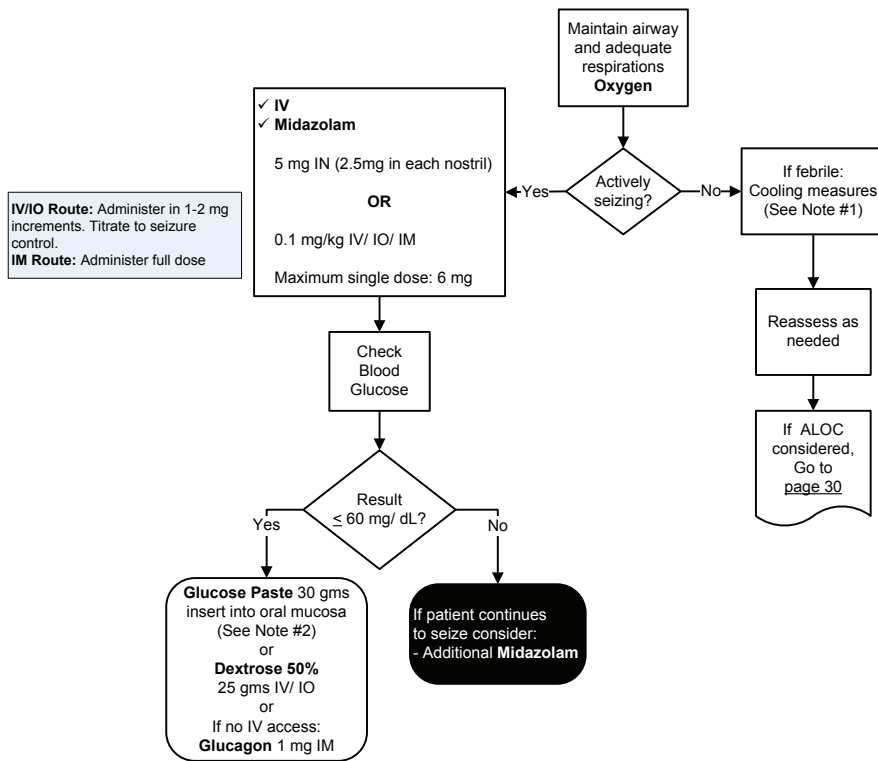 Maintain airway
and adequate
respirations
Oxygen
✓ IV
✓ Midazolam
5 mg IN (2.5mg in each nostril)
OR
0.1 mg/kg IV/ IO/ IM
Maximum single dose: 6 mg
Yes
Actively
seizing?
No
If febrile:
Cooling measures
(See Note #1)
IV/IO Route: Administer in 1-2 mg
increments. Titrate to seizure
control.
IM Route: Administer full dose
Reassess as
needed
Check
Blood
Glucose
If ALOC
considered,
Go to
page 30
Result
≤ 60 mg/ dL?
Yes
No
Glucose Paste 30 gms
insert into oral mucosa
(See Note #2)
or
Dextrose 50%
25 gms IV/ IO
or
If no IV access:
Glucagon 1 mg IM
If patient continues
to seize consider:
- Additional Midazolam